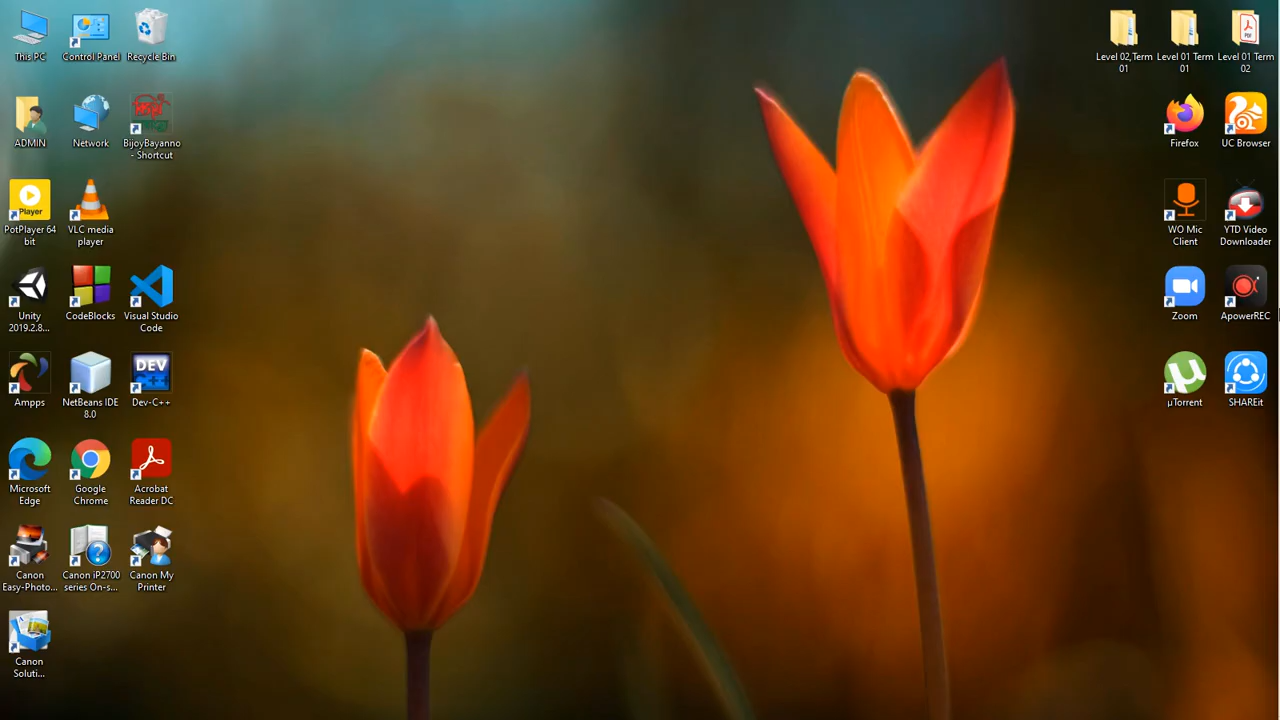 This PC
Control Panel
Recycle Bin
Level 02,Term
01
Level 01 Term
01
Level 01 Term
02
PDF
ADMIN
Network
BijoyBayanno
- Shortcut
Firefox
UC Browser
Player
PotPlayer 64
bit
VLC media
player
WO Mic
Client
YTD Video
Downloader
Unity
2019.2.8...
CodeBlocks
Visual Studio
Code
Zoom
ApowerREC
Ampps
NetBeans IDE
8.0
DEV
C++
Dev-C++
µTorrent
SHAREit
Microsoft
Edge
Google
Chrome
Acrobat
Reader DC
Canon
Easy-Photo...
Canon iP2700
series On-s...
Canon My
Printer
Canon
Soluti...